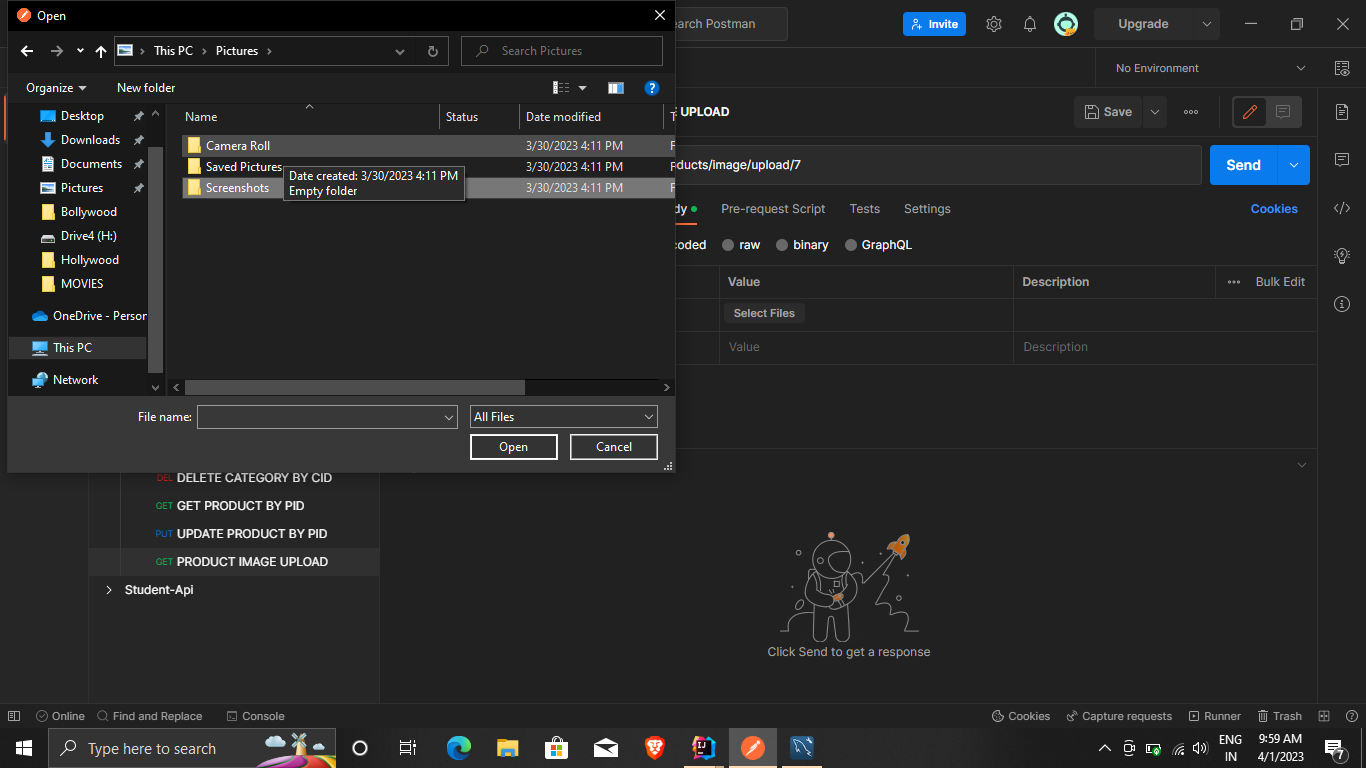 Open
Search Postman
Invite
Upgrade
This PC
Pictures
Search Pictures
No Environment
Organize
New folder
Desktop
Downloads
Documents
Pictures
Bollywood
Drive4 (H:)
Hollywood
MOVIES
OneDrive - Person
This PC
Network
Name
Status
Date modified
T
Camera Roll
3/30/2023 4:11 PM
F
Saved Pictures
3/30/2023 4:11 PM
F
Screenshots
3/30/2023 4:11 PM
F
Date created: 3/30/2023 4:11 PM
Empty folder
File name:
All Files
Open
Cancel
UPLOAD
Save
ducts/image/upload/7
Send
dy
Pre-request Script
Tests
Settings
Cookies
coded
raw
binary
GraphQL
Value
Description
Bulk Edit
Select Files
Value
Description
DEL DELETE CATEGORY BY CID
GET GET PRODUCT BY PID
PUT UPDATE PRODUCT BY PID
GET PRODUCT IMAGE UPLOAD
Student-Api
Click Send to get a response
Online
Find and Replace
Console
Cookies
Capture requests
Runner
Trash
Type here to search
ENG
IN
9:59 AM
4/1/2023
7